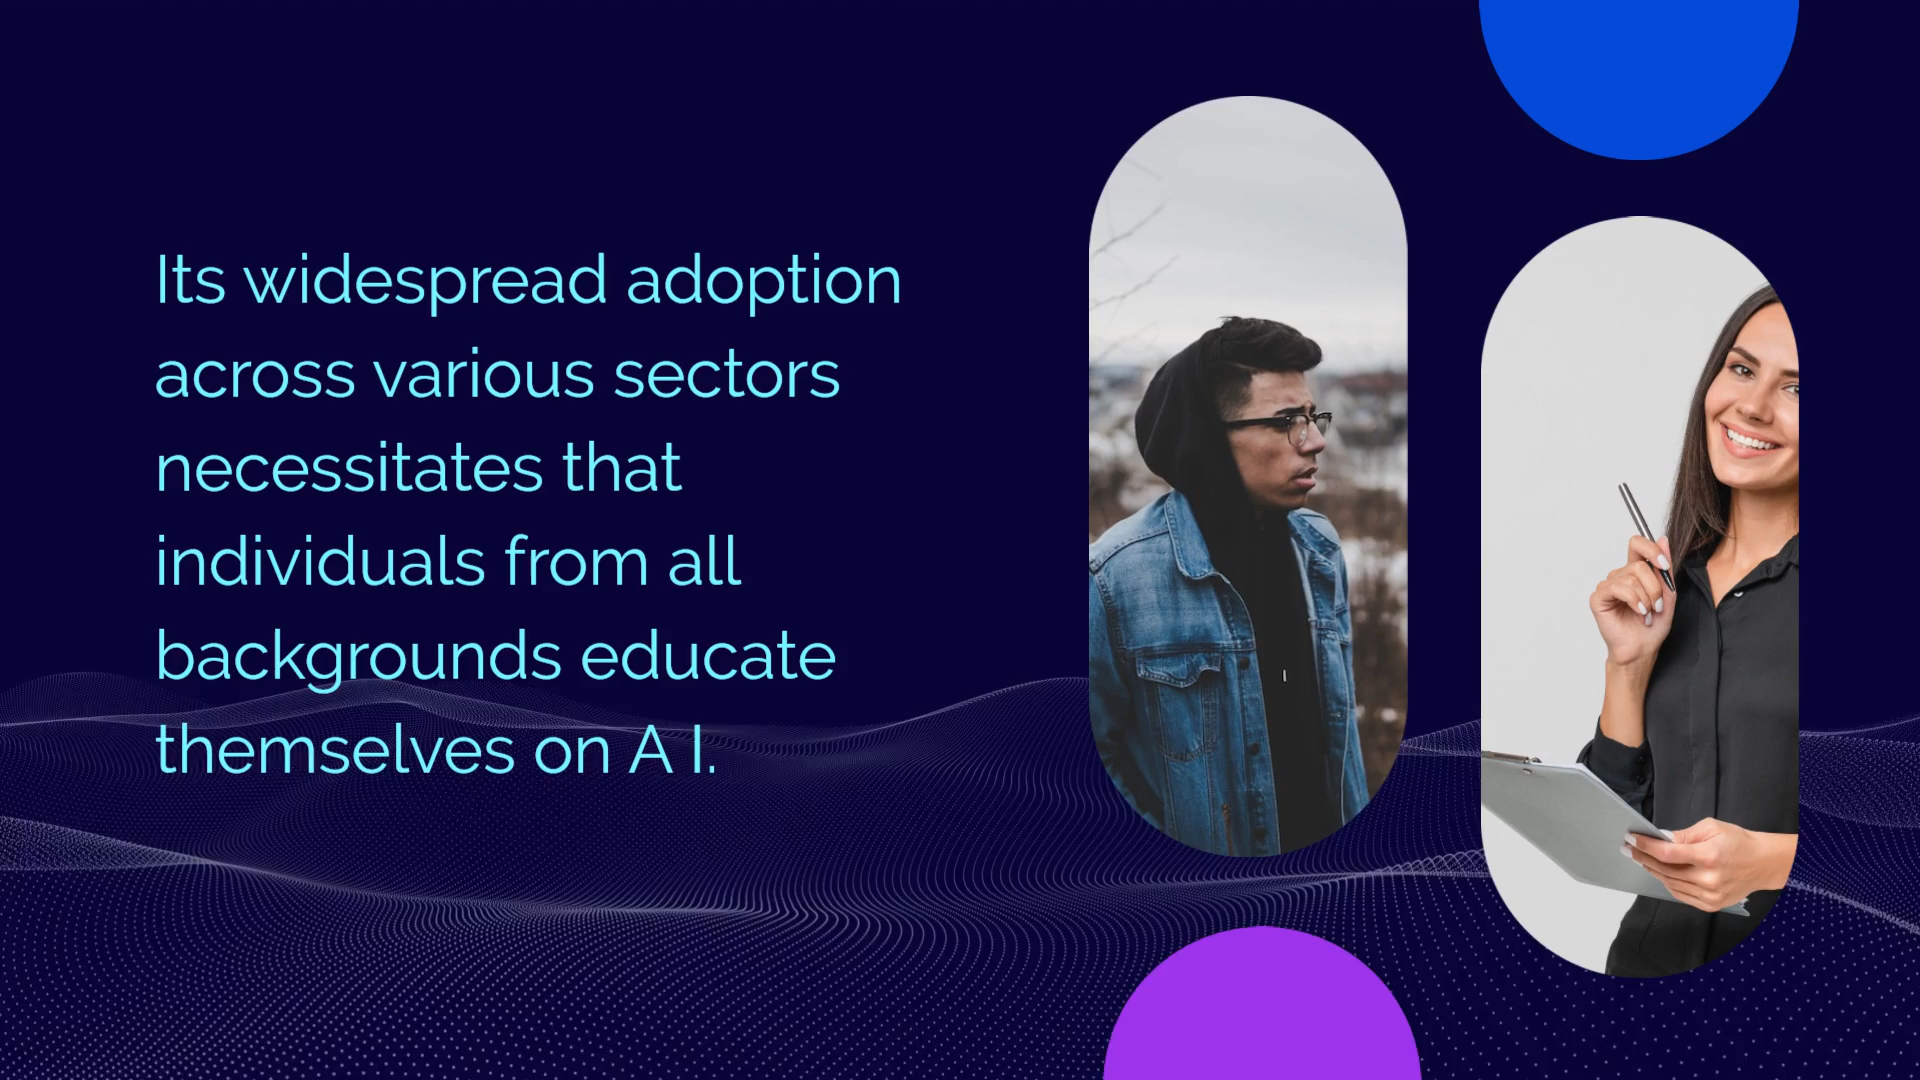 Its widespread adoption
across various sectors
necessitates that
individuals from all
backgrounds educate
themselves on A I.